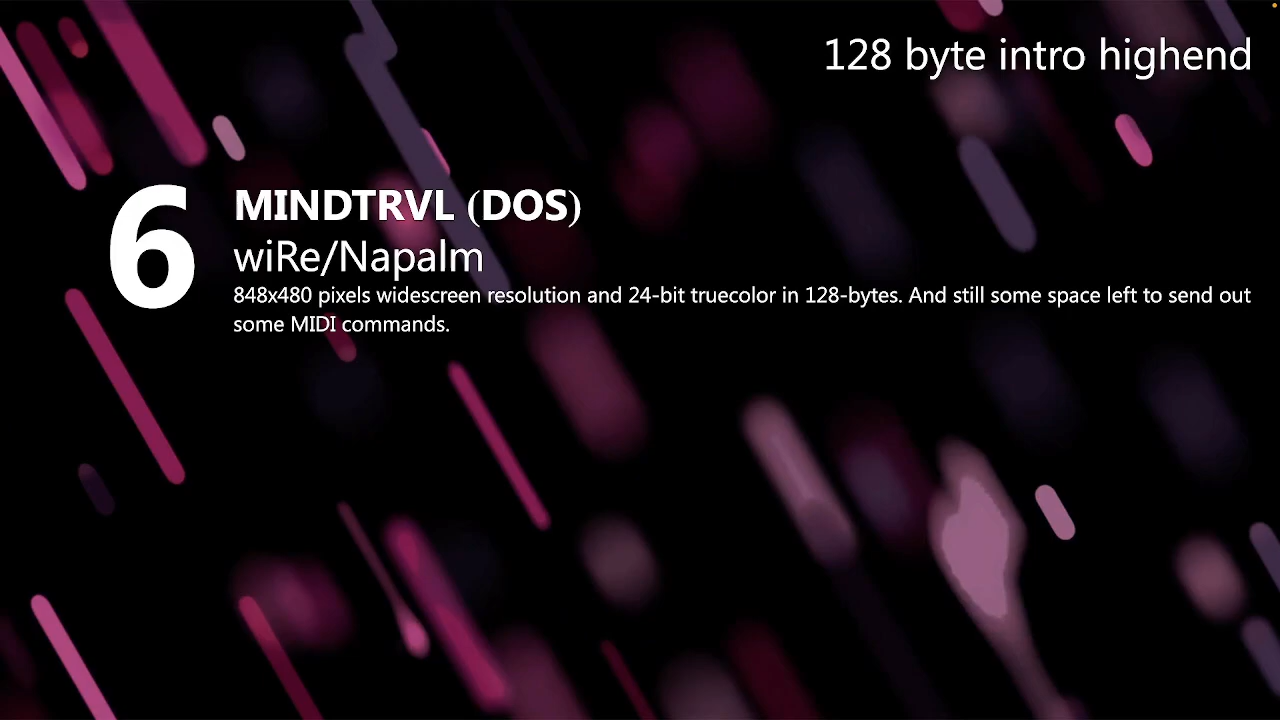 128 byte intro highend
6
MINDTRVL (DOS)
wiRe/Napalm
848x480 pixels widescreen resolution and 24-bit truecolor in 128-bytes. And still some space left to send out
some MIDI commands.